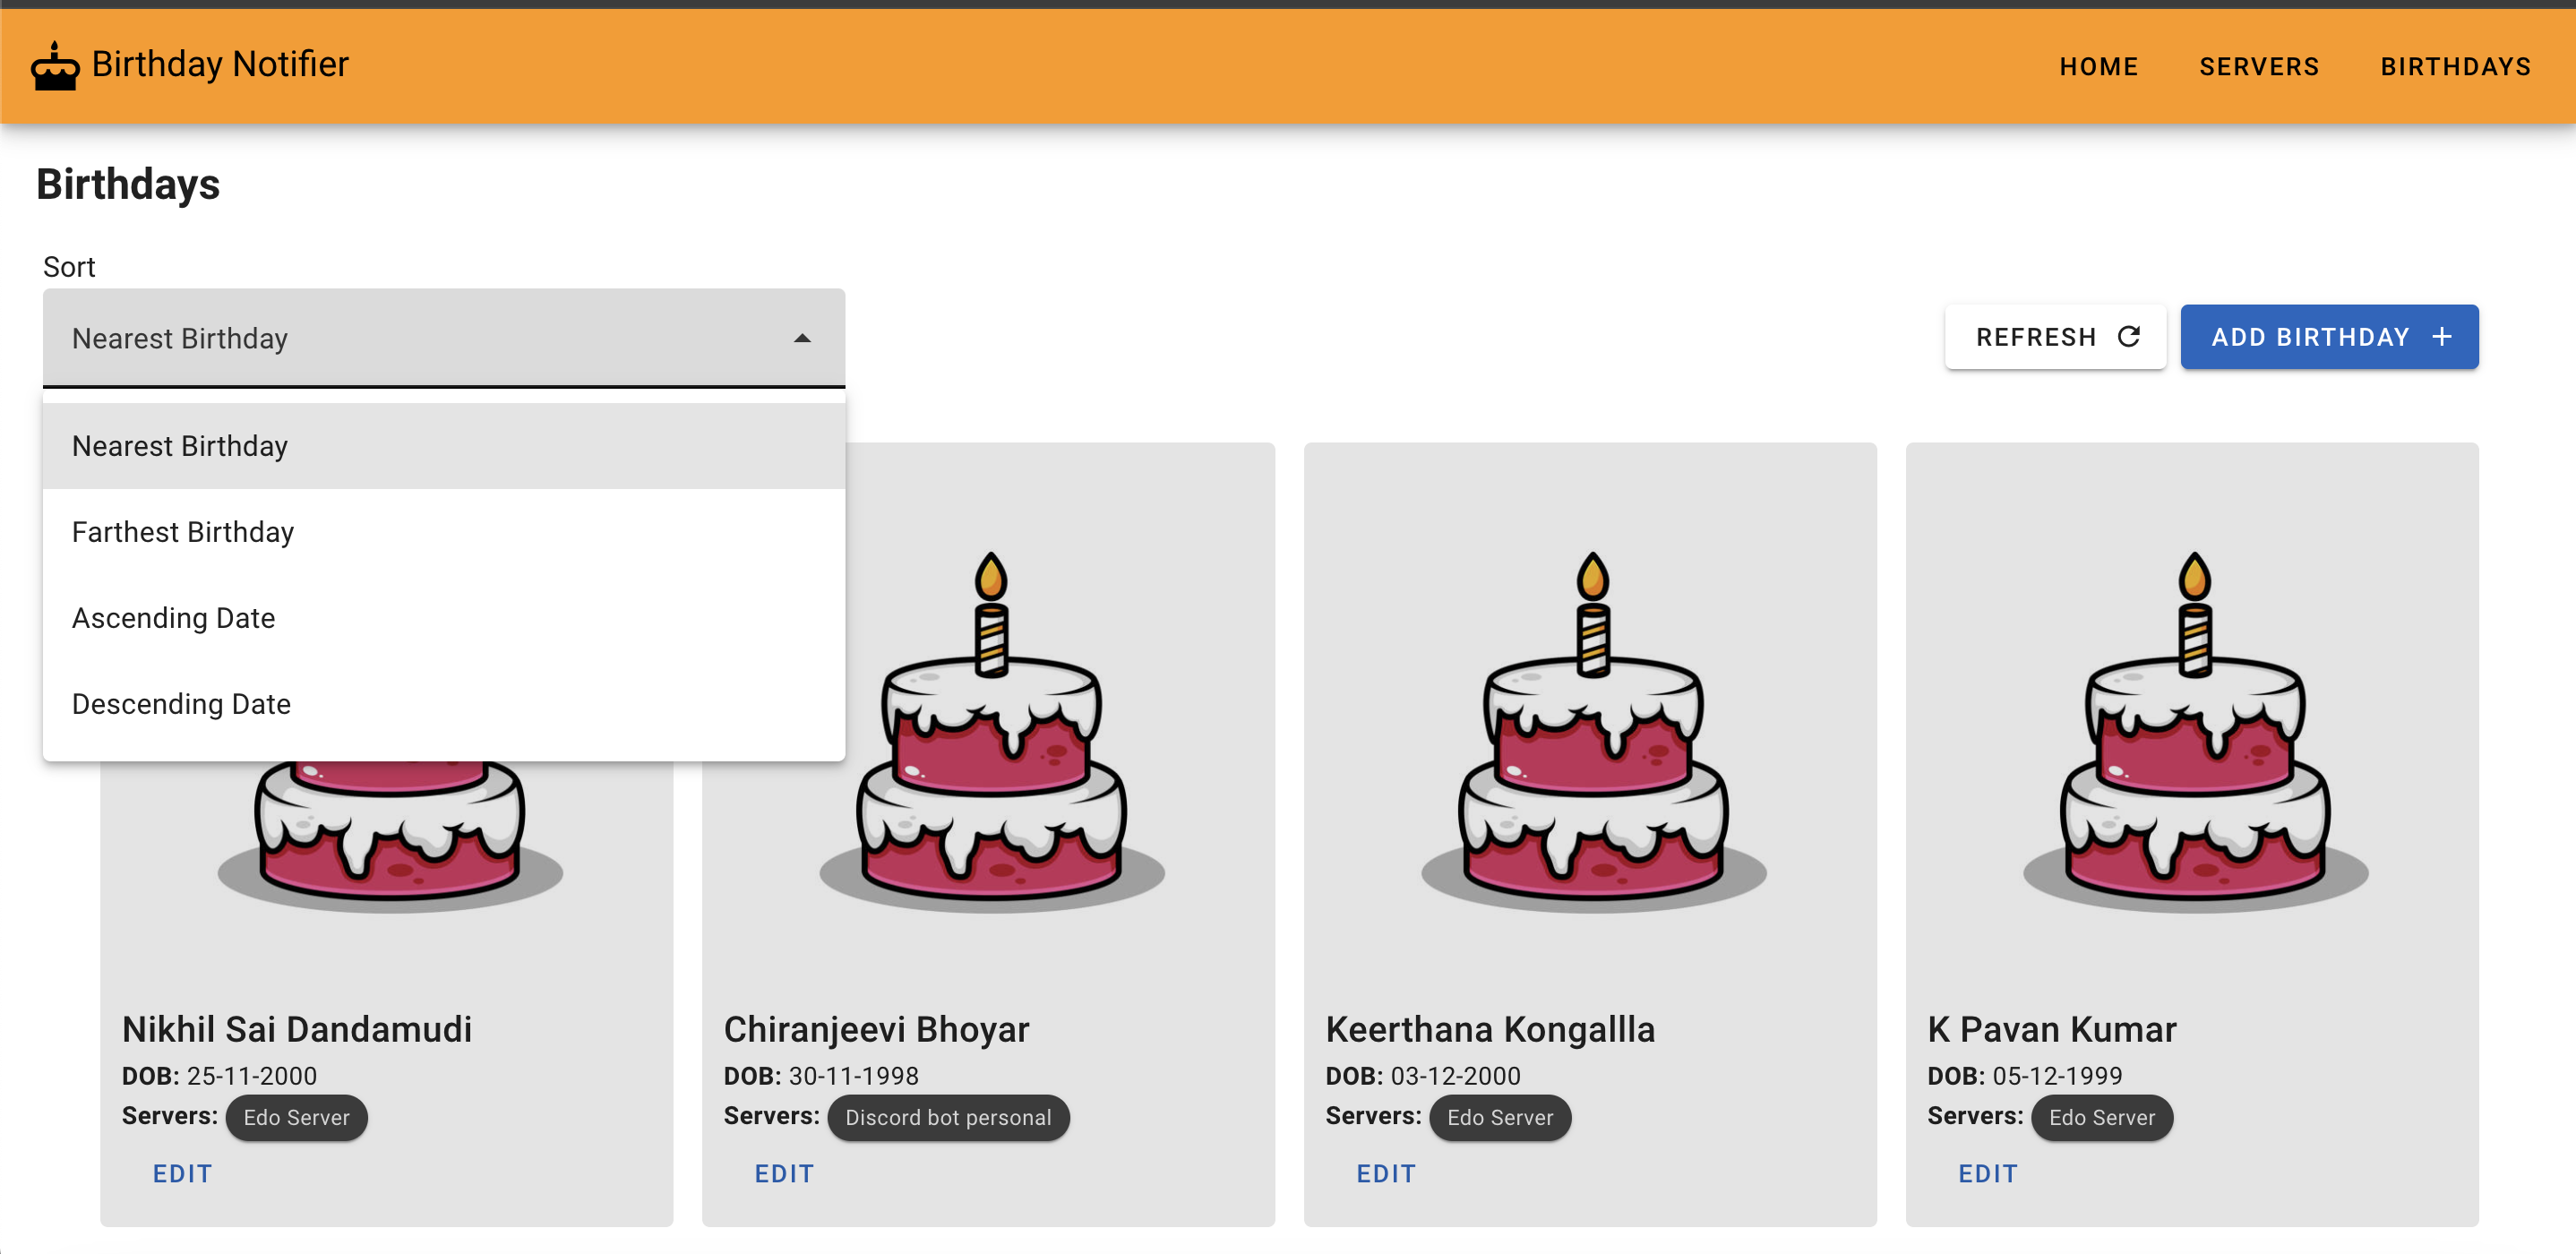 Birthday Notifier
HOME SERVERS BIRTHDAYS
Birthdays
Sort
Nearest Birthday
REFRESH
ADD BIRTHDAY +
Nearest Birthday
Farthest Birthday
Ascending Date
Descending Date
Nikhil Sai Dandamudi
DOB: 25-11-2000
Servers: Edo Server
EDIT
Chiranjeevi Bhoyar
DOB: 30-11-1998
Servers: Discord bot personal
EDIT
Keerthana Kongallla
DOB: 03-12-2000
Servers: Edo Server
EDIT
K Pavan Kumar
DOB: 05-12-1999
Servers: Edo Server
EDIT